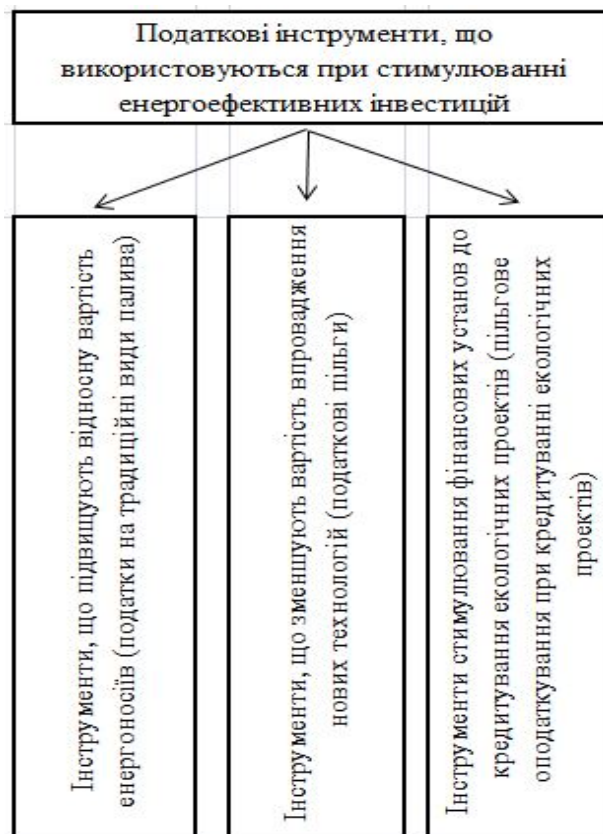 Податкові інструменти, що
використовуються при стимулюванні
енергоефективних інвестицій
Інструменти, що підвищують відносну вартість
енергоносіїв (податки на традиційні види палива)
Інструменти, що зменшують вартість впровадження
нових технологій (податкові пільги)
Інструменти стимулювання фінансових установ до
кредитування екологічних проектів (пільгове
оподаткування при кредитуванні екологічних
проектів)